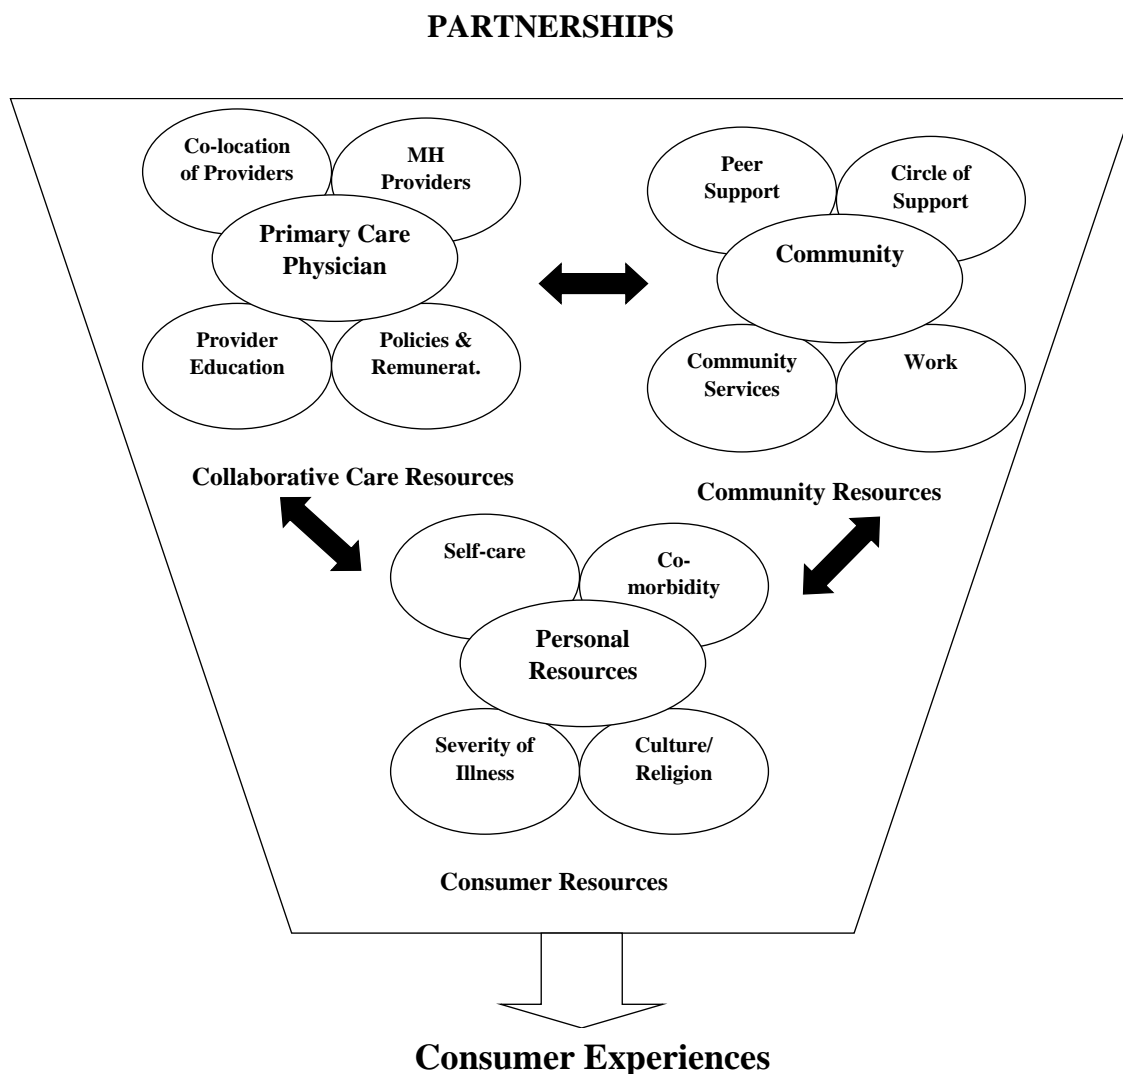 PARTNERSHIPS
Co-location
of Providers
MH
Providers
Primary Care
Physician
Provider
Education
Policies &
Remunerat.
Collaborative Care Resources
Peer
Support
Circle of
Support
Community
Community
Services
Work
Community Resources
Self-care
Co-
morbidity
Personal
Resources
Severity of
Illness
Culture/
Religion
Consumer Resources
Consumer Experiences